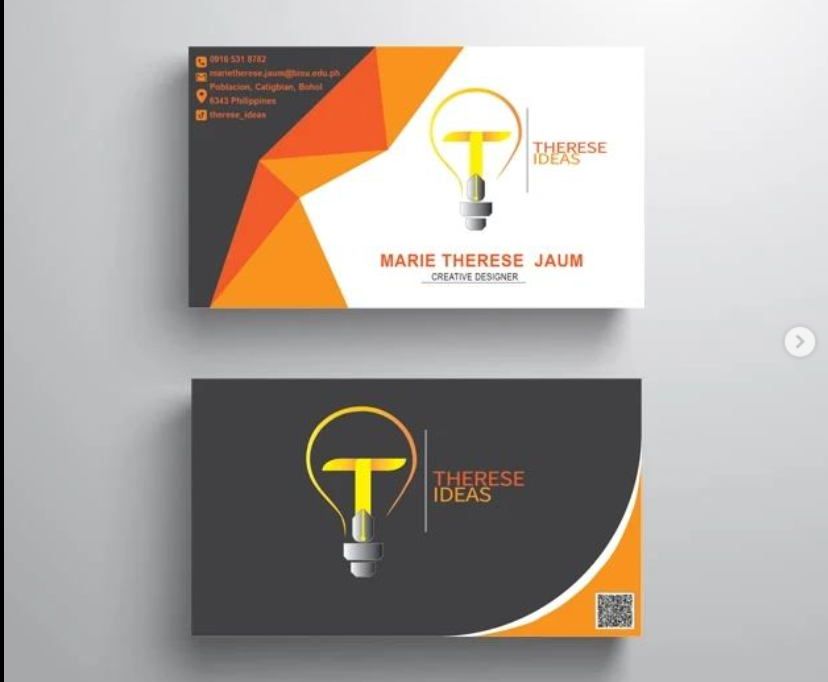 0916 531 8782
marietherese.jaum@bisu.edu.ph
Poblacion, Catigbian, Bohol
6343 Philippines
therese_ideas
THERESE
IDEAS
MARIE THERESE JAUM
CREATIVE DESIGNER
THERESE
IDEAS